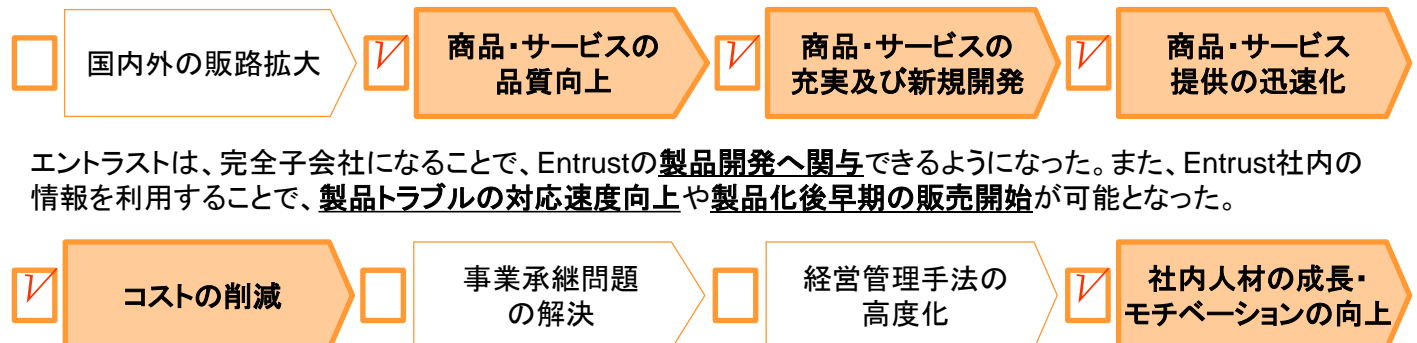 国内外の販路拡大
商品・サービスの
品質向上
商品・サービスの
充実及び新規開発
商品・サービス
提供の迅速化
エントラストは、完全子会社になることで、Entrustの製品開発へ関与できるようになった。また、Entrust社内の
情報を利用することで、製品トラブルの対応速度向上や製品化後早期の販売開始が可能となった。
コストの削減
事業承継問題
の解決
経営管理手法の
高度化
社内人材の成長・
モチベーションの向上